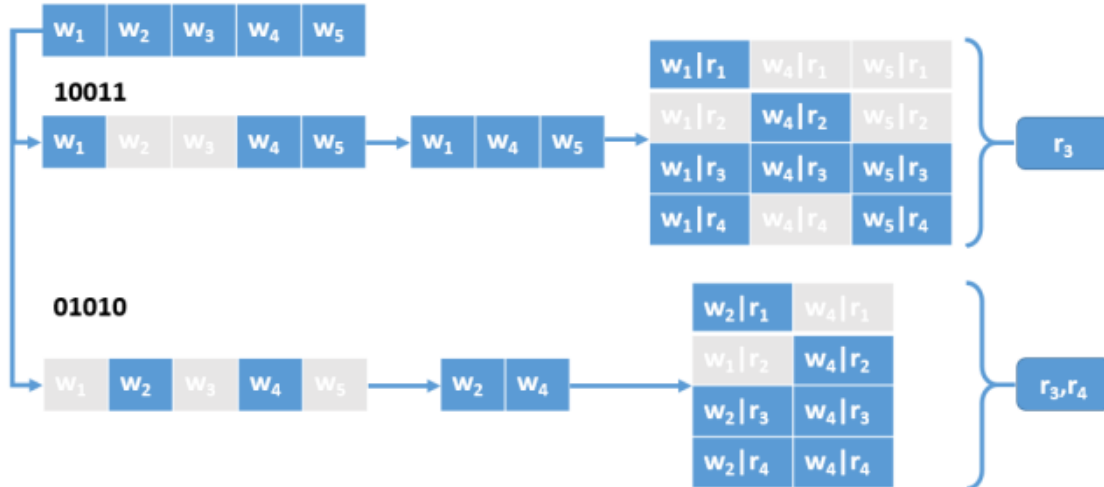 w₁ w₂ w₃ w₄ w₅
10011
w₁ w₂ w₃ w₄ w₅
w₁ w₄ w₅
w₁|r₁ w₄|r₁ w₅|r₁
w₁|r₂ w₄|r₂ w₅|r₂
w₁|r₃ w₄|r₃ w₅|r₃
w₁|r₄ w₄|r₄ w₅|r₄
r₃
01010
w₁ w₂ w₃ w₄ w₅
w₂ w₄
w₂|r₁ w₄|r₁
w₁|r₂ w₄|r₂
w₂|r₃ w₄|r₃
w₂|r₄ w₄|r₄
r₃,r₄